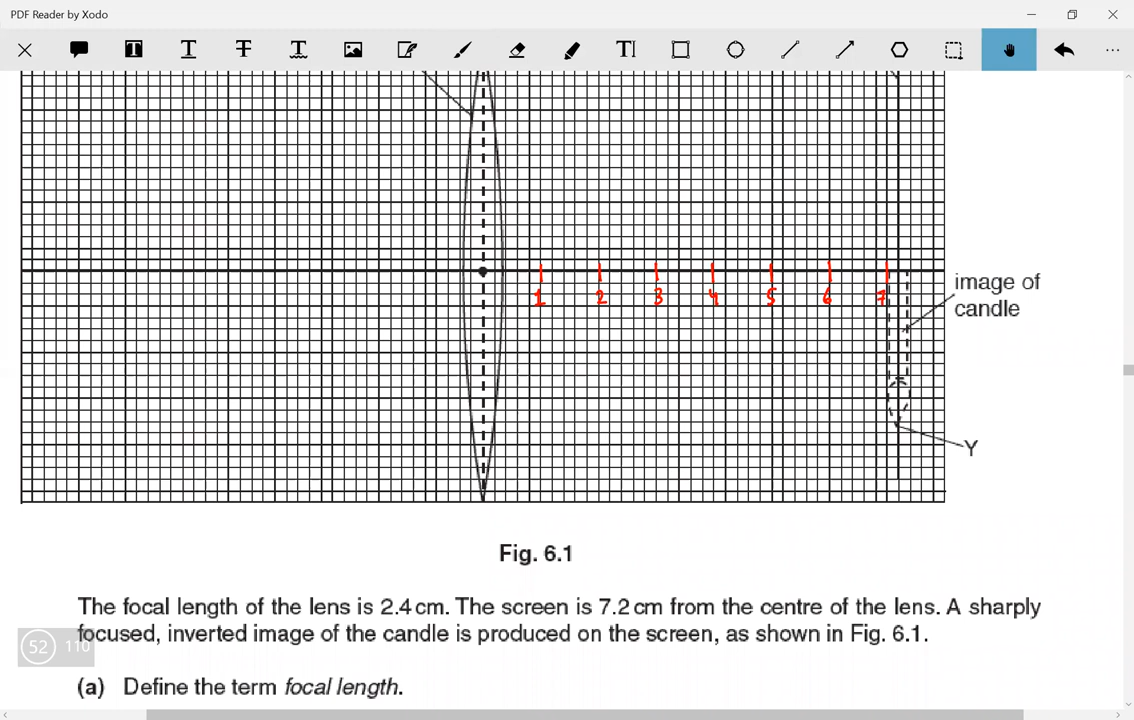 PDF Reader by Xodo
T T T T TI
image of
candle
1 2 3 4 5 6 7
Y
Fig. 6.1
The focal length of the lens is 2.4 cm. The screen is 7.2 cm from the centre of the lens. A sharply
focused, inverted image of the candle is produced on the screen, as shown in Fig. 6.1.
52 110
(a) Define the term focal length.